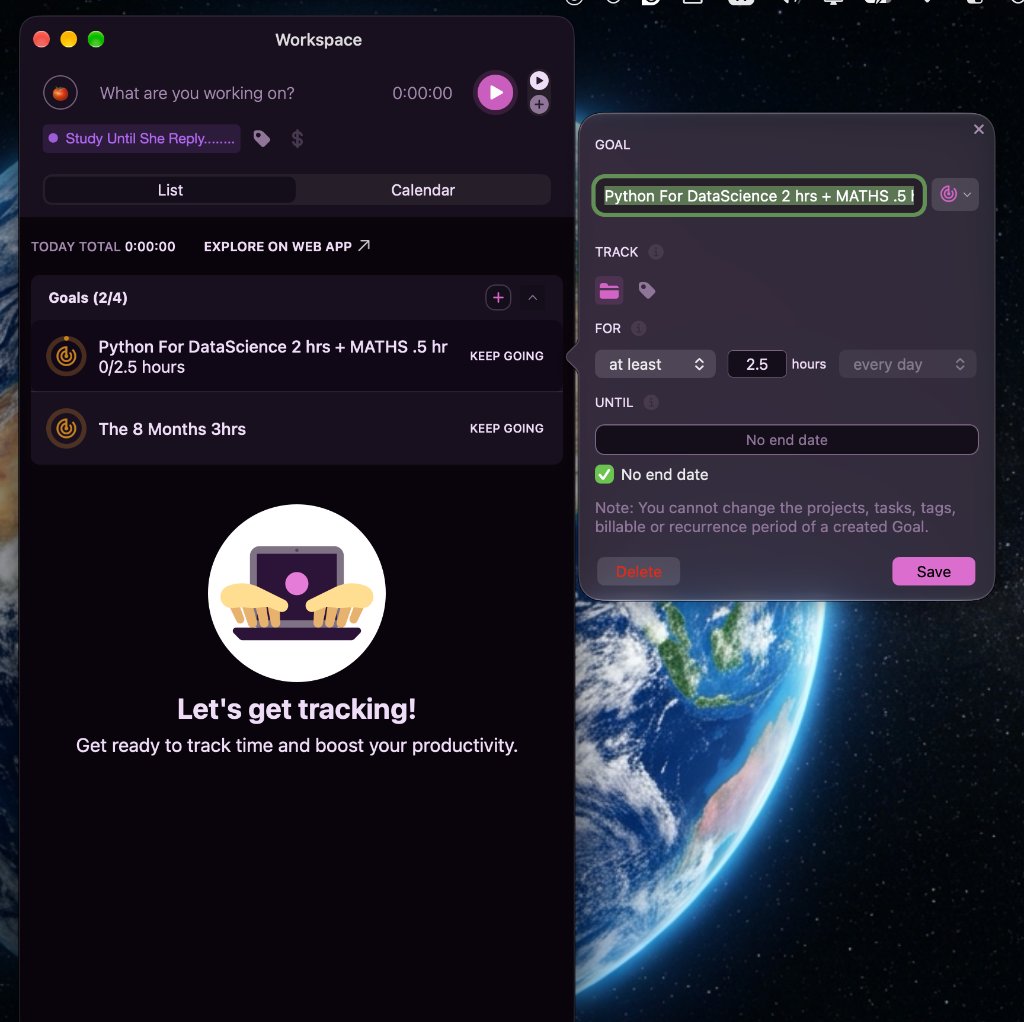 Workspace
What are you working on?
0:00:00
Study Until She Reply........
$
List
Calendar
TODAY TOTAL 0:00:00
EXPLORE ON WEB APP
Goals (2/4)
Python For DataScience 2 hrs + MATHS .5 hr
0/2.5 hours
KEEP GOING
The 8 Months 3hrs
KEEP GOING
Let's get tracking!
Get ready to track time and boost your productivity.
GOAL
Python For DataScience 2 hrs + MATHS .5 h
TRACK
FOR
at least
2.5
hours
every day
UNTIL
No end date
No end date
Note: You cannot change the projects, tasks, tags,
billable or recurrence period of a created Goal.
Delete
Save